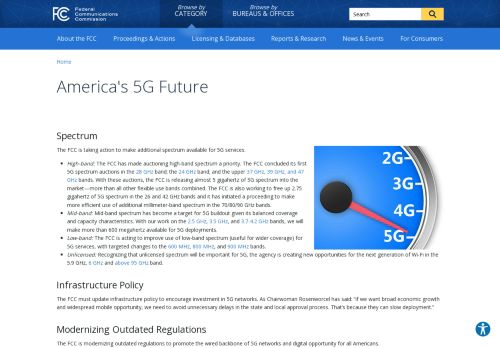 FCC
Federal
Communications
Commission
Browse by
CATEGORY
Browse by
BUREAUS & OFFICES
Search
About the FCC
Proceedings & Actions
Licensing & Databases
Reports & Research
News & Events
For Consumers
Home
America's 5G Future
Spectrum
The FCC is taking action to make additional spectrum available for 5G services.
• High-band: The FCC has made auctioning high-band spectrum a priority. The FCC concluded its first
5G spectrum auctions in the 28 GHz band; the 24 GHz band; and the upper 37 GHz, 39 GHz, and 47
GHz bands. With these auctions, the FCC is releasing almost 5 gigahertz of 5G spectrum into the
market—more than all other flexible use bands combined. The FCC is also working to free up 2.75
gigahertz of 5G spectrum in the 26 and 42 GHz bands and it has initiated a proceeding to make
more efficient use of additional millimeter-band spectrum in the 70/80/90 GHz bands.
• Mid-band: Mid-band spectrum has become a target for 5G buildout given its balanced coverage
and capacity characteristics. With our work on the 2.5 GHz, 3.5 GHz, and 3.7-4.2 GHz bands, we will
make more than 600 megahertz available for 5G deployments.
• Low-band: The FCC is acting to improve use of low-band spectrum (useful for wider coverage) for
5G services, with targeted changes to the 600 MHz, 800 MHz, and 900 MHz bands.
• Unlicensed: Recognizing that unlicensed spectrum will be important for 5G, the agency is creating new opportunities for the next generation of Wi-Fi in the
5.9 GHz, 6 GHz and above 95 GHz band.
2G
3G
4G
5G
Infrastructure Policy
The FCC must update infrastructure policy to encourage investment in 5G networks. As Chairwoman Rosenworcel has said: "If we want broad economic growth
and widespread mobile opportunity, we need to avoid unnecessary delays in the state and local approval process. That's because they can slow deployment."
Modernizing Outdated Regulations
The FCC is modernizing outdated regulations to promote the wired backbone of 5G networks and digital opportunity for all Americans.